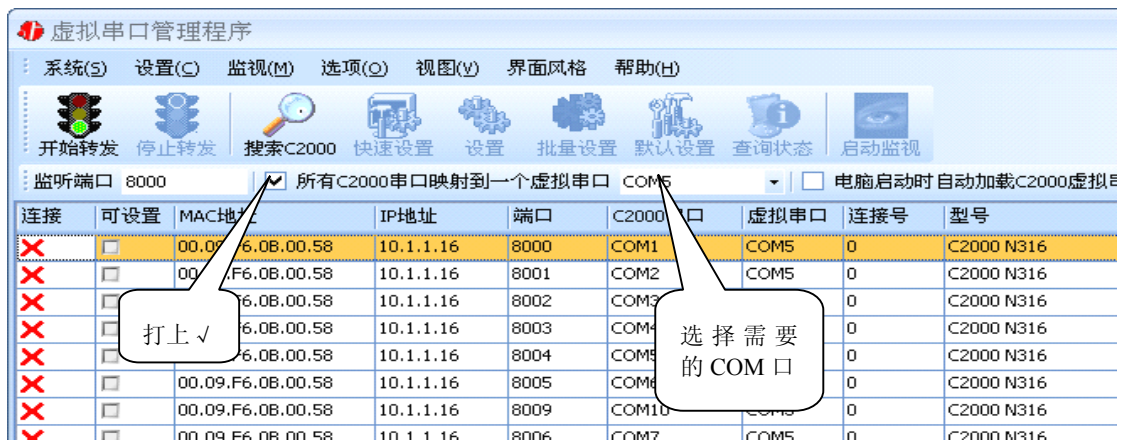 虚拟串口管理程序
系统(S) 设置(C) 监视(M) 选项(O) 视图(V) 界面风格 帮助(H)
开始转发 停止转发 搜索C2000 快速设置 设置 批量设置 默认设置 查询状态 启动监视
监听端口 8000 所有C2000串口映射到一个虚拟串口 COM5 电脑启动时自动加载C2000虚拟
连接 可设置 MAC地址 IP地址 端口 C2000 口 虚拟串口 连接号 型号
00.09.F6.0B.00.58 10.1.1.16 8000 COM1 COM5 0 C2000 N316
00. .F6.0B.00.58 10.1.1.16 8001 COM2 COM5 0 C2000 N316
F6.0B.00.58 10.1.1.16 8002 COM3 0 C2000 N316
F6.0B.00.58 10.1.1.16 8003 COM4 0 C2000 N316
F6.0B.00.58 10.1.1.16 8004 COM5 0 C2000 N316
00.09.F6.0B.00.58 10.1.1.16 8005 COM6 0 C2000 N316
00.09.F6.0B.00.58 10.1.1.16 8009 COM10 0 C2000 N316
00.09.F6.0B.00.58 10.1.1.16 8006 COM7 COM5 0 C2000 N316
打上√
选择需要
的COM口